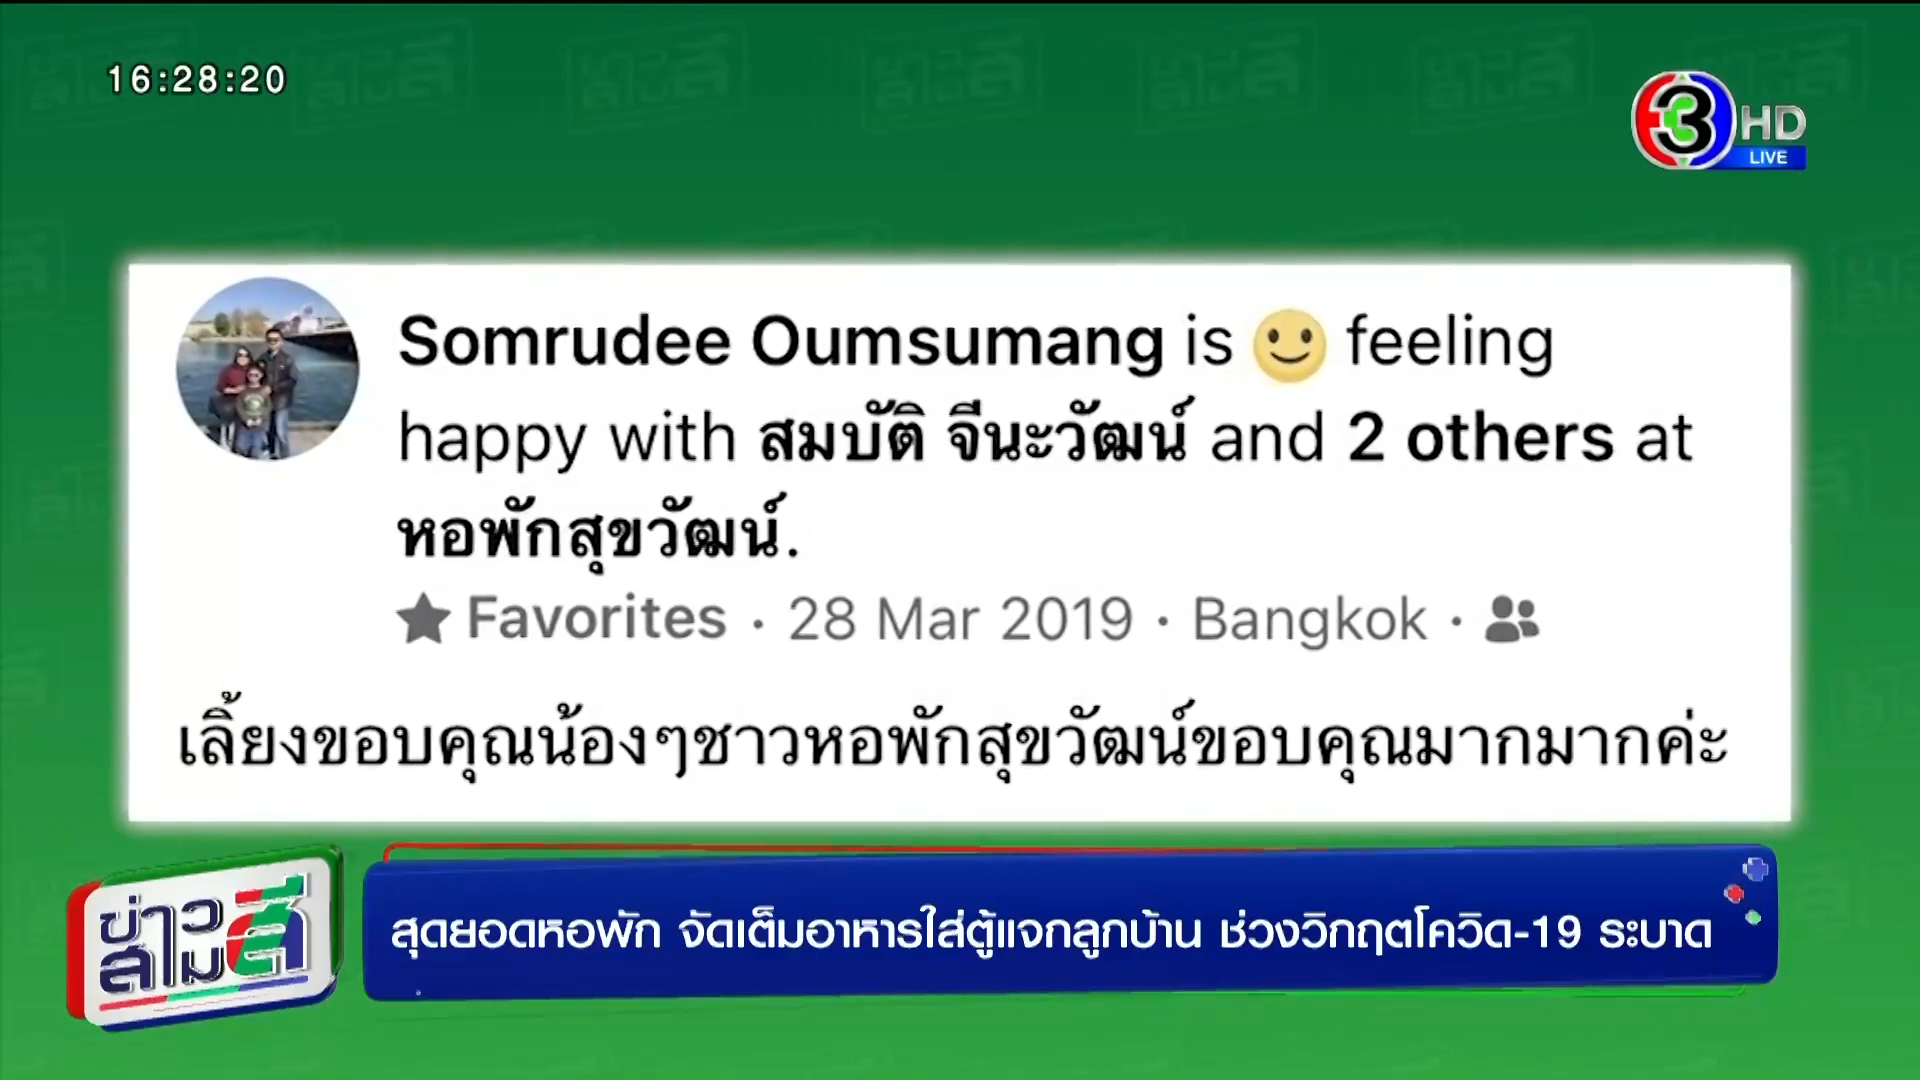 16:28:20
3 HD
LIVE
Somrudee Oumsumang is 🙂 feeling
happy with สมบัติ จีนะวัฒน์ and 2 others at
หอพักสุขวัฒน์.
★ Favorites · 28 Mar 2019 · Bangkok ·
เลี้ยงขอบคุณน้องๆชาวหอพักสุขวัฒน์ขอบคุณมากมากค่ะ
ข่าวสามสี
สุดยอดหอพัก จัดเต็มอาหารใส่ตู้แจกลูกบ้าน ช่วงวิกฤตโควิด-19 ระบาด